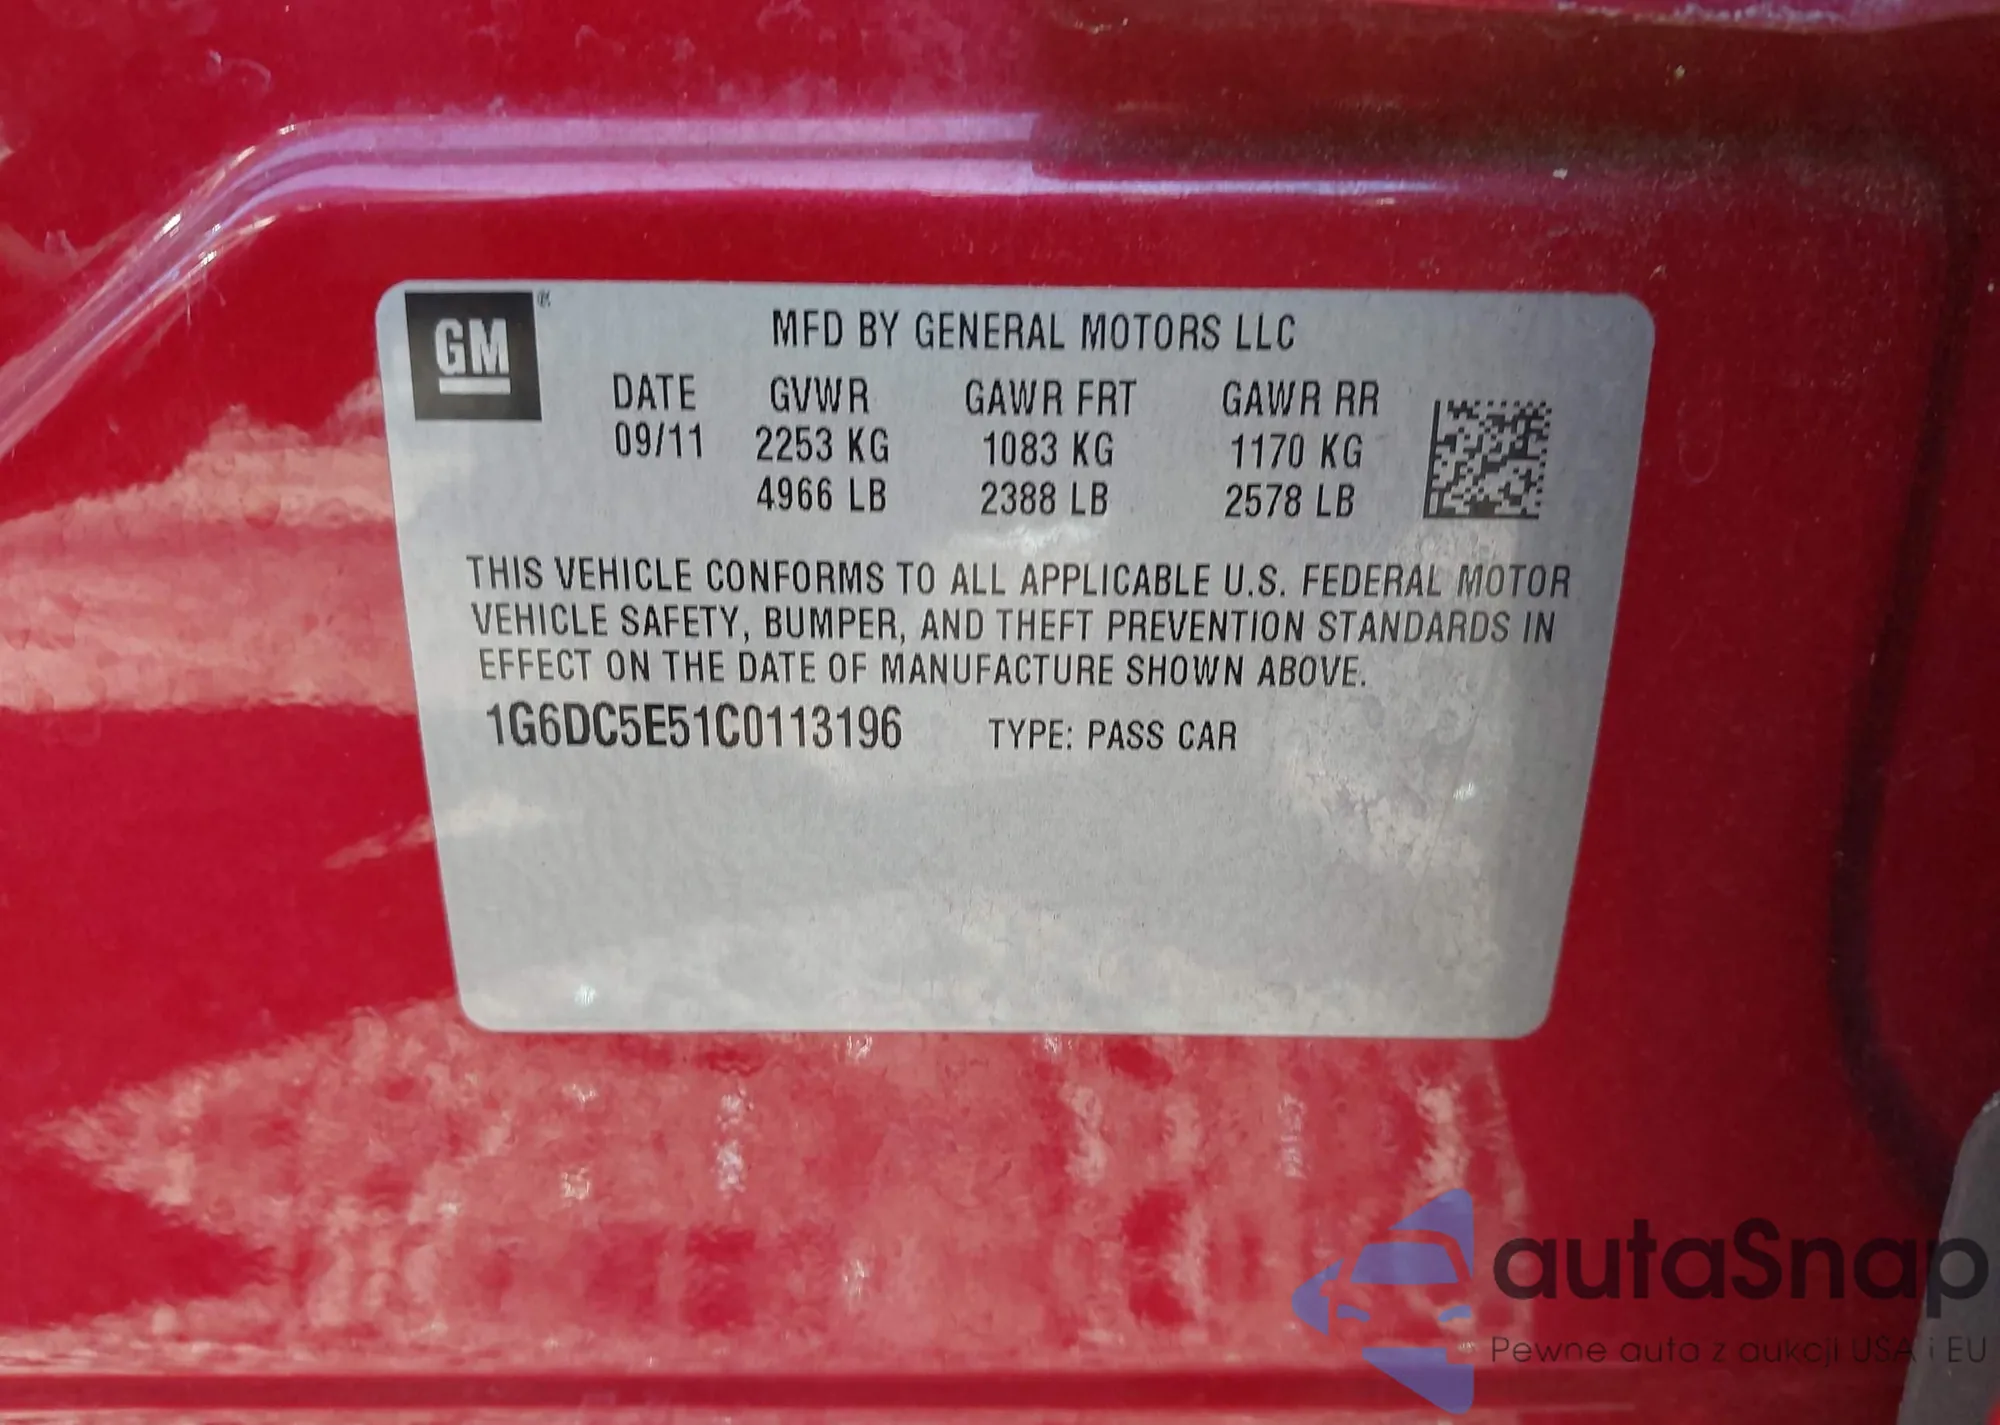 GM®
MFD BY GENERAL MOTORS LLC
DATE GVWR GAWR FRT GAWR RR
09/11 2253 KG 1083 KG 1170 KG
4966 LB 2388 LB 2578 LB
THIS VEHICLE CONFORMS TO ALL APPLICABLE U.S. FEDERAL MOTOR
VEHICLE SAFETY, BUMPER, AND THEFT PREVENTION STANDARDS IN
EFFECT ON THE DATE OF MANUFACTURE SHOWN ABOVE.
1G6DC5E51C0113196 TYPE: PASS CAR
autaSnap
Pewne auta z aukcji USA i EU